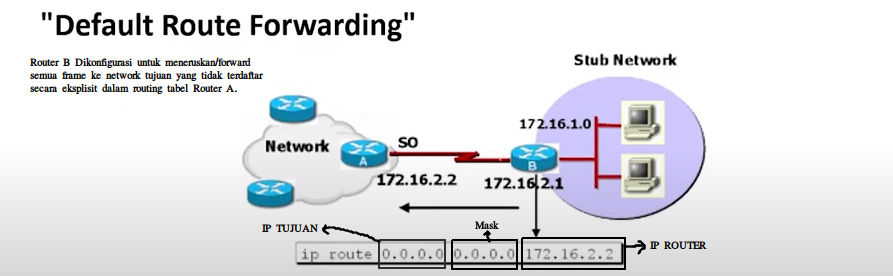 "Default Route Forwarding"
Router B Dikonfigurasi untuk meneruskan/forward
semua frame ke network tujuan yang tidak terdaftar
secara eksplisit dalam routing tabel Router A.
Stub Network
172.16.1.0
Network
SO
A
B
172.16.2.2
172.16.2.1
IP TUJUAN
Mask
ip route 0.0.0.0 0.0.0.0 172.16.2.2
IP ROUTER